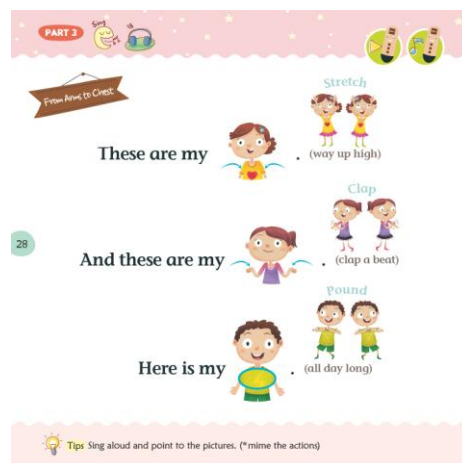 PART 3
Sing
From Arms to Chest
Stretch
These are my .
(way up high)
Clap
28
And these are my .
(clap a beat)
Pound
Here is my .
(all day long)
Tips Sing aloud and point to the pictures. (*mime the actions)